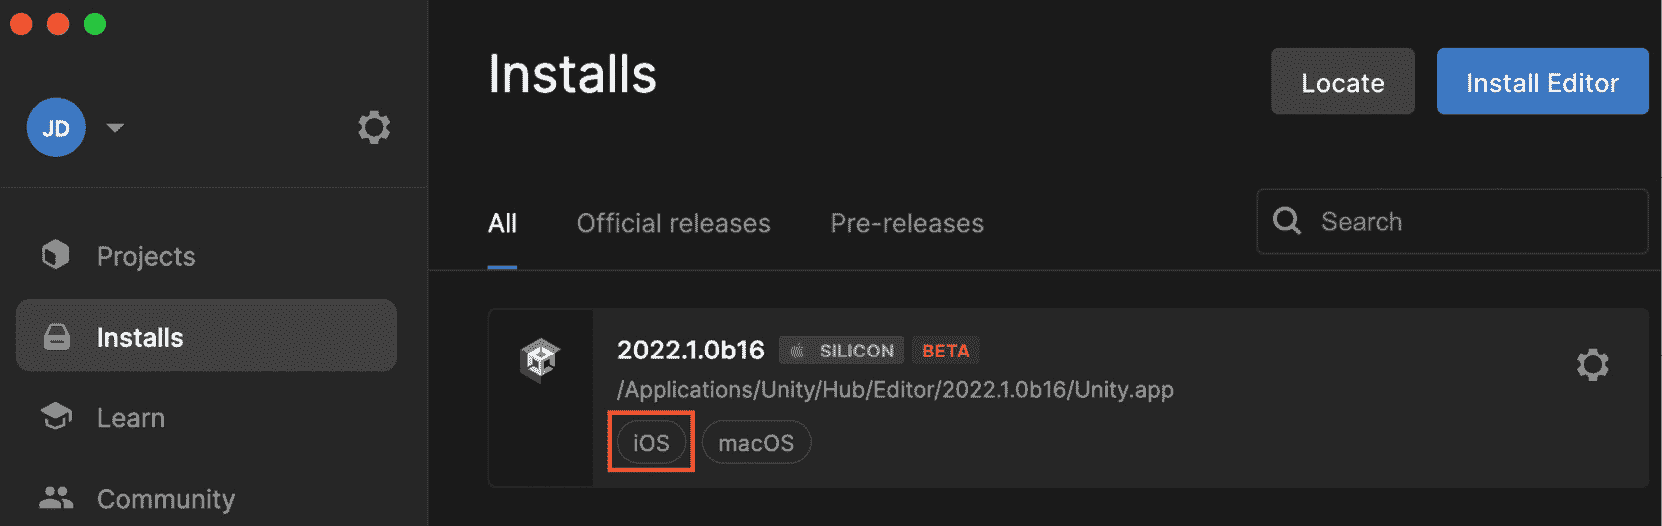 Installs
Locate
Install Editor
JD
All
Official releases
Pre-releases
Search
Projects
Installs
Learn
Community
2022.1.0b16 SILICON BETA
/Applications/Unity/Hub/Editor/2022.1.0b16/Unity.app
iOS macOS